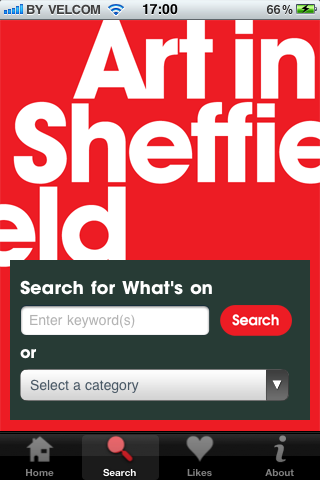 BY VELCOM 17:00 66%
Art in
Sheffie
eld
Search for What's on
Enter keyword(s) Search
or
Select a category
Home Search Likes About